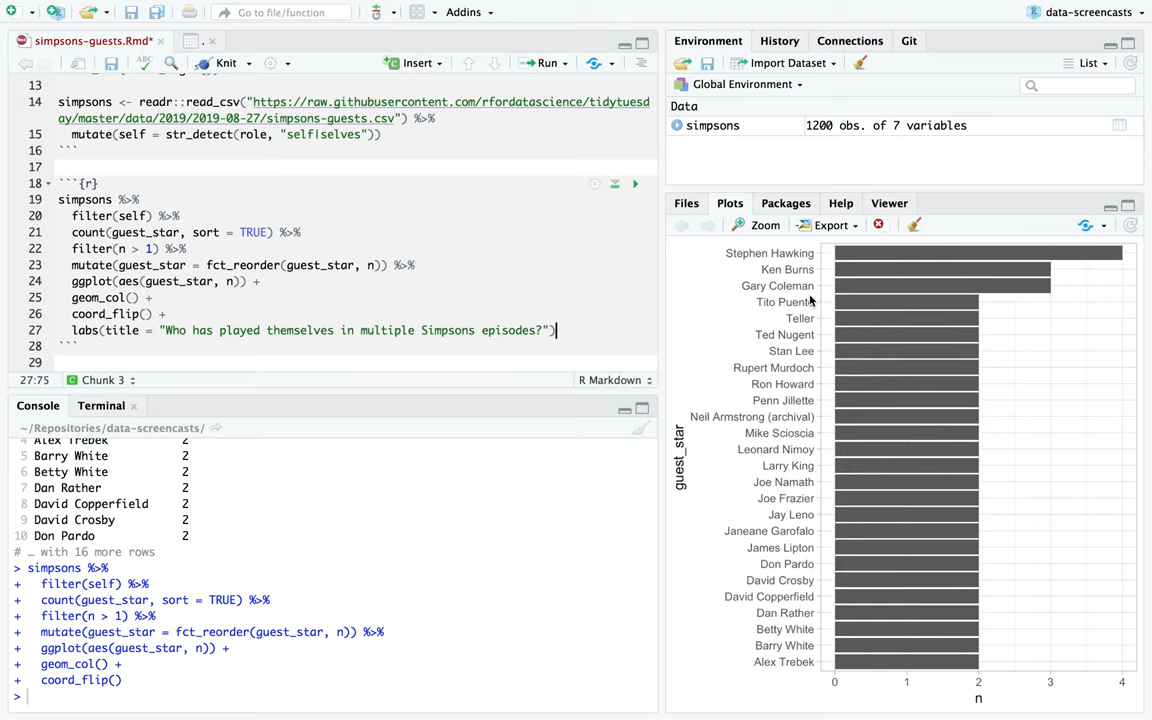 Go to file/function
Addins
data-screencasts
simpsons-guests.Rmd*
.
Knit
Insert
Run
13
14 simpsons <- readr::read_csv("https://raw.githubusercontent.com/rfordatascience/tidytuesd
ay/master/data/2019/2019-08-27/simpsons-guests.csv") %>%
15 mutate(self = str_detect(role, "self|selves"))
16 ```
17
18 ```{r}
19 simpsons %>%
20 filter(self) %>%
21 count(guest_star, sort = TRUE) %>%
22 filter(n > 1) %>%
23 mutate(guest_star = fct_reorder(guest_star, n)) %>%
24 ggplot(aes(guest_star, n)) +
25 geom_col() +
26 coord_flip() +
27 labs(title = "Who has played themselves in multiple Simpsons episodes?")
28 ```
29
27:75
Chunk 3
R Markdown
Console
Terminal
~/Repositories/data-screencasts/
4 Alex Trebek 2
5 Barry White 2
6 Betty White 2
7 Dan Rather 2
8 David Copperfield 2
9 David Crosby 2
10 Don Pardo 2
# … with 16 more rows
> simpsons %>%
+ filter(self) %>%
+ count(guest_star, sort = TRUE) %>%
+ filter(n > 1) %>%
+ mutate(guest_star = fct_reorder(guest_star, n)) %>%
+ ggplot(aes(guest_star, n)) +
+ geom_col() +
+ coord_flip()
>
Environment
History
Connections
Git
Import Dataset
List
Global Environment
Data
simpsons 1200 obs. of 7 variables
Files
Plots
Packages
Help
Viewer
Zoom
Export
Stephen Hawking
Ken Burns
Gary Coleman
Tito Puente
Teller
Ted Nugent
Stan Lee
Rupert Murdoch
Ron Howard
Penn Jillette
Neil Armstrong (archival)
Mike Scioscia
Leonard Nimoy
Larry King
Joe Namath
Joe Frazier
Jay Leno
Janeane Garofalo
James Lipton
Don Pardo
David Crosby
David Copperfield
Dan Rather
Betty White
Barry White
Alex Trebek
guest_star
0 1 2 3 4
n